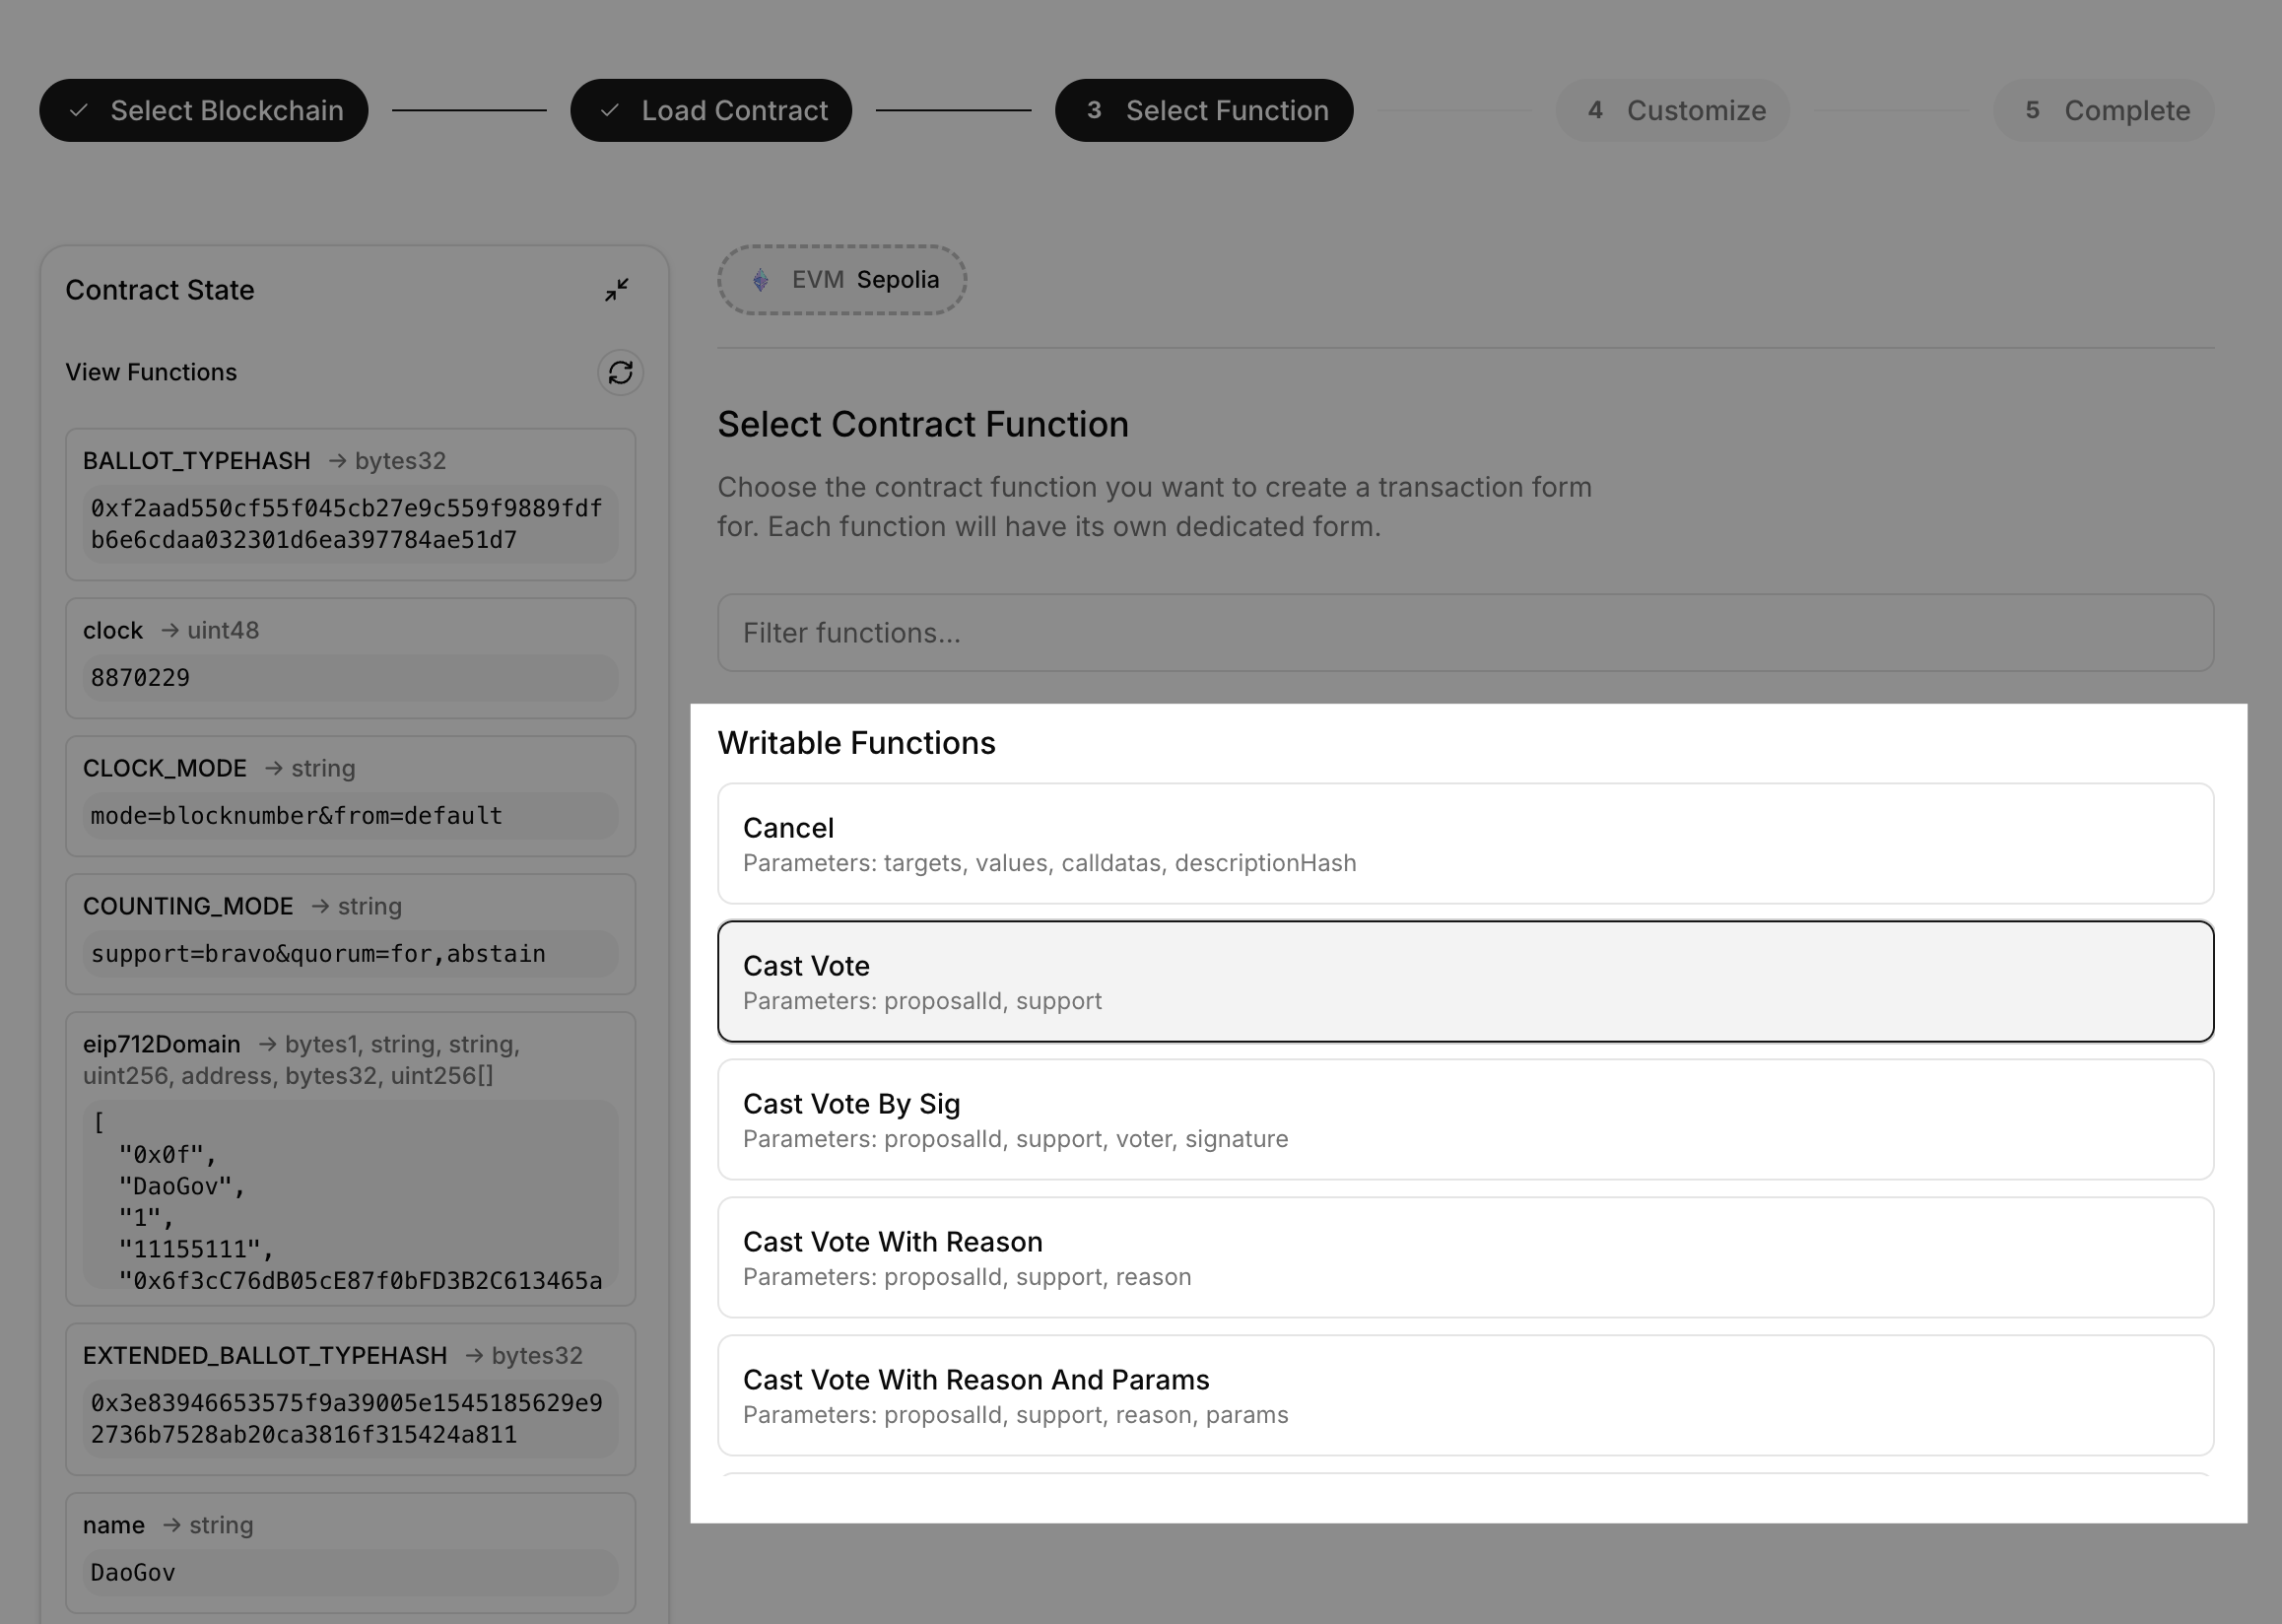 Select Blockchain
Load Contract
3 Select Function
4 Customize
5 Complete
Contract State
View Functions
BALLOT_TYPEHASH → bytes32
0xf2aad550cf55f045cb27e9c559f9889fdf
b6e6cdaa032301d6ea397784ae51d7
clock → uint48
8870229
CLOCK_MODE → string
mode=blocknumber&from=default
COUNTING_MODE → string
support=bravo&quorum=for,abstain
eip712Domain → bytes1, string, string,
uint256, address, bytes32, uint256[]
[
"0x0f",
"DaoGov",
"1",
"11155111",
"0x6f3cC76dB05cE87f0bFD3B2C613465a
EXTENDED_BALLOT_TYPEHASH → bytes32
0x3e83946653575f9a39005e1545185629e9
2736b7528ab20ca3816f315424a811
name → string
DaoGov
EVM Sepolia
Select Contract Function
Choose the contract function you want to create a transaction form
for. Each function will have its own dedicated form.
Filter functions...
Writable Functions
Cancel
Parameters: targets, values, calldatas, descriptionHash
Cast Vote
Parameters: proposalId, support
Cast Vote By Sig
Parameters: proposalId, support, voter, signature
Cast Vote With Reason
Parameters: proposalId, support, reason
Cast Vote With Reason And Params
Parameters: proposalId, support, reason, params